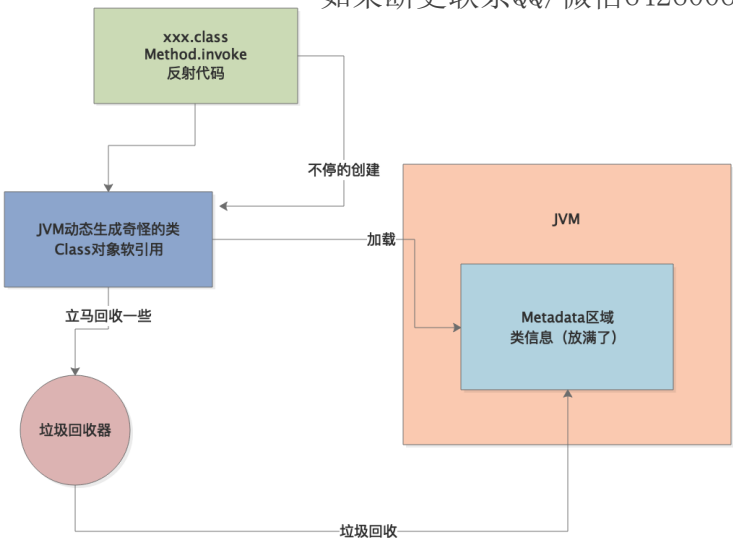 xxx.class
Method.invoke
反射代码
不停的创建
JVM动态生成奇怪的类
Class对象软引用
加载
JVM
Metadata区域
类信息（放满了）
立马回收一些
垃圾回收器
垃圾回收